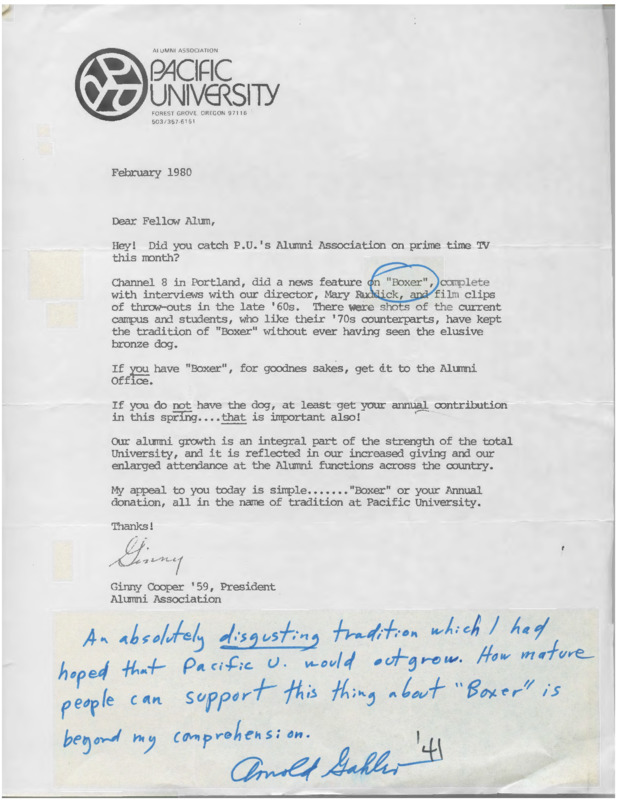 ALUMNI ASSOCIATION
PACIFIC
UNIVERSITY
FOREST GROVE, OREGON 97116
503/357-6151
February 1980
Dear Fellow Alum,
Hey! Did you catch P.U.'s Alumni Association on prime time TV
this month?
Channel 8 in Portland, did a news feature on "Boxer", complete
with interviews with our director, Mary Ruddick, and film clips
of throw-outs in the late '60s. There were shots of the current
campus and students, who like their '70s counterparts, have kept
the tradition of "Boxer" without ever having seen the elusive
bronze dog.
If you have "Boxer", for goodnes sakes, get it to the Alumni
Office.
If you do not have the dog, at least get your annual contribution
in this spring....that is important also!
Our alumni growth is an integral part of the strength of the total
University, and it is reflected in our increased giving and our
enlarged attendance at the Alumni functions across the country.
My appeal to you today is simple......."Boxer" or your Annual
donation, all in the name of tradition at Pacific University.
Thanks!
Ginny
Ginny Cooper '59, President
Alumni Association
An absolutely disgusting tradition which I had
hoped that Pacific U. would outgrow. How mature
people can support this thing about "Boxer" is
beyond my comprehension.
Arnold Gahler '41